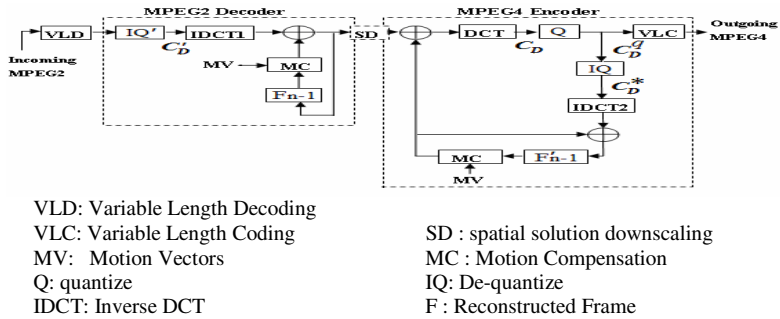 MPEG2 Decoder
MPEG4 Encoder
Incoming
MPEG2
VLD
IQ'
C'D
IDCT1
MV
MC
Fn-1
SD
DCT
CD
Q
C^q_D
VLC
Outgoing
MPEG4
IQ
C*D
IDCT2
MC
F'n-1
MV
VLD: Variable Length Decoding
VLC: Variable Length Coding
MV: Motion Vectors
Q: quantize
IDCT: Inverse DCT
SD : spatial solution downscaling
MC : Motion Compensation
IQ: De-quantize
F : Reconstructed Frame